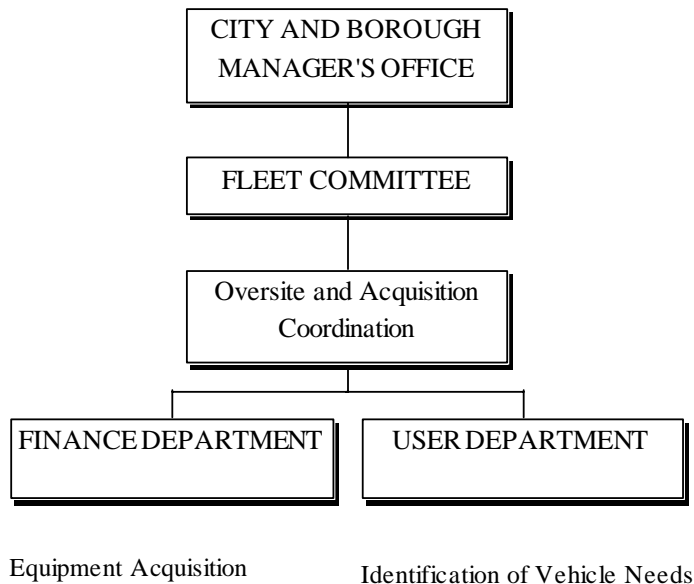 CITY AND BOROUGH
MANAGER'S OFFICE
FLEET COMMITTEE
Oversite and Acquisition
Coordination
FINANCE DEPARTMENT
USER DEPARTMENT
Equipment Acquisition
Identification of Vehicle Needs